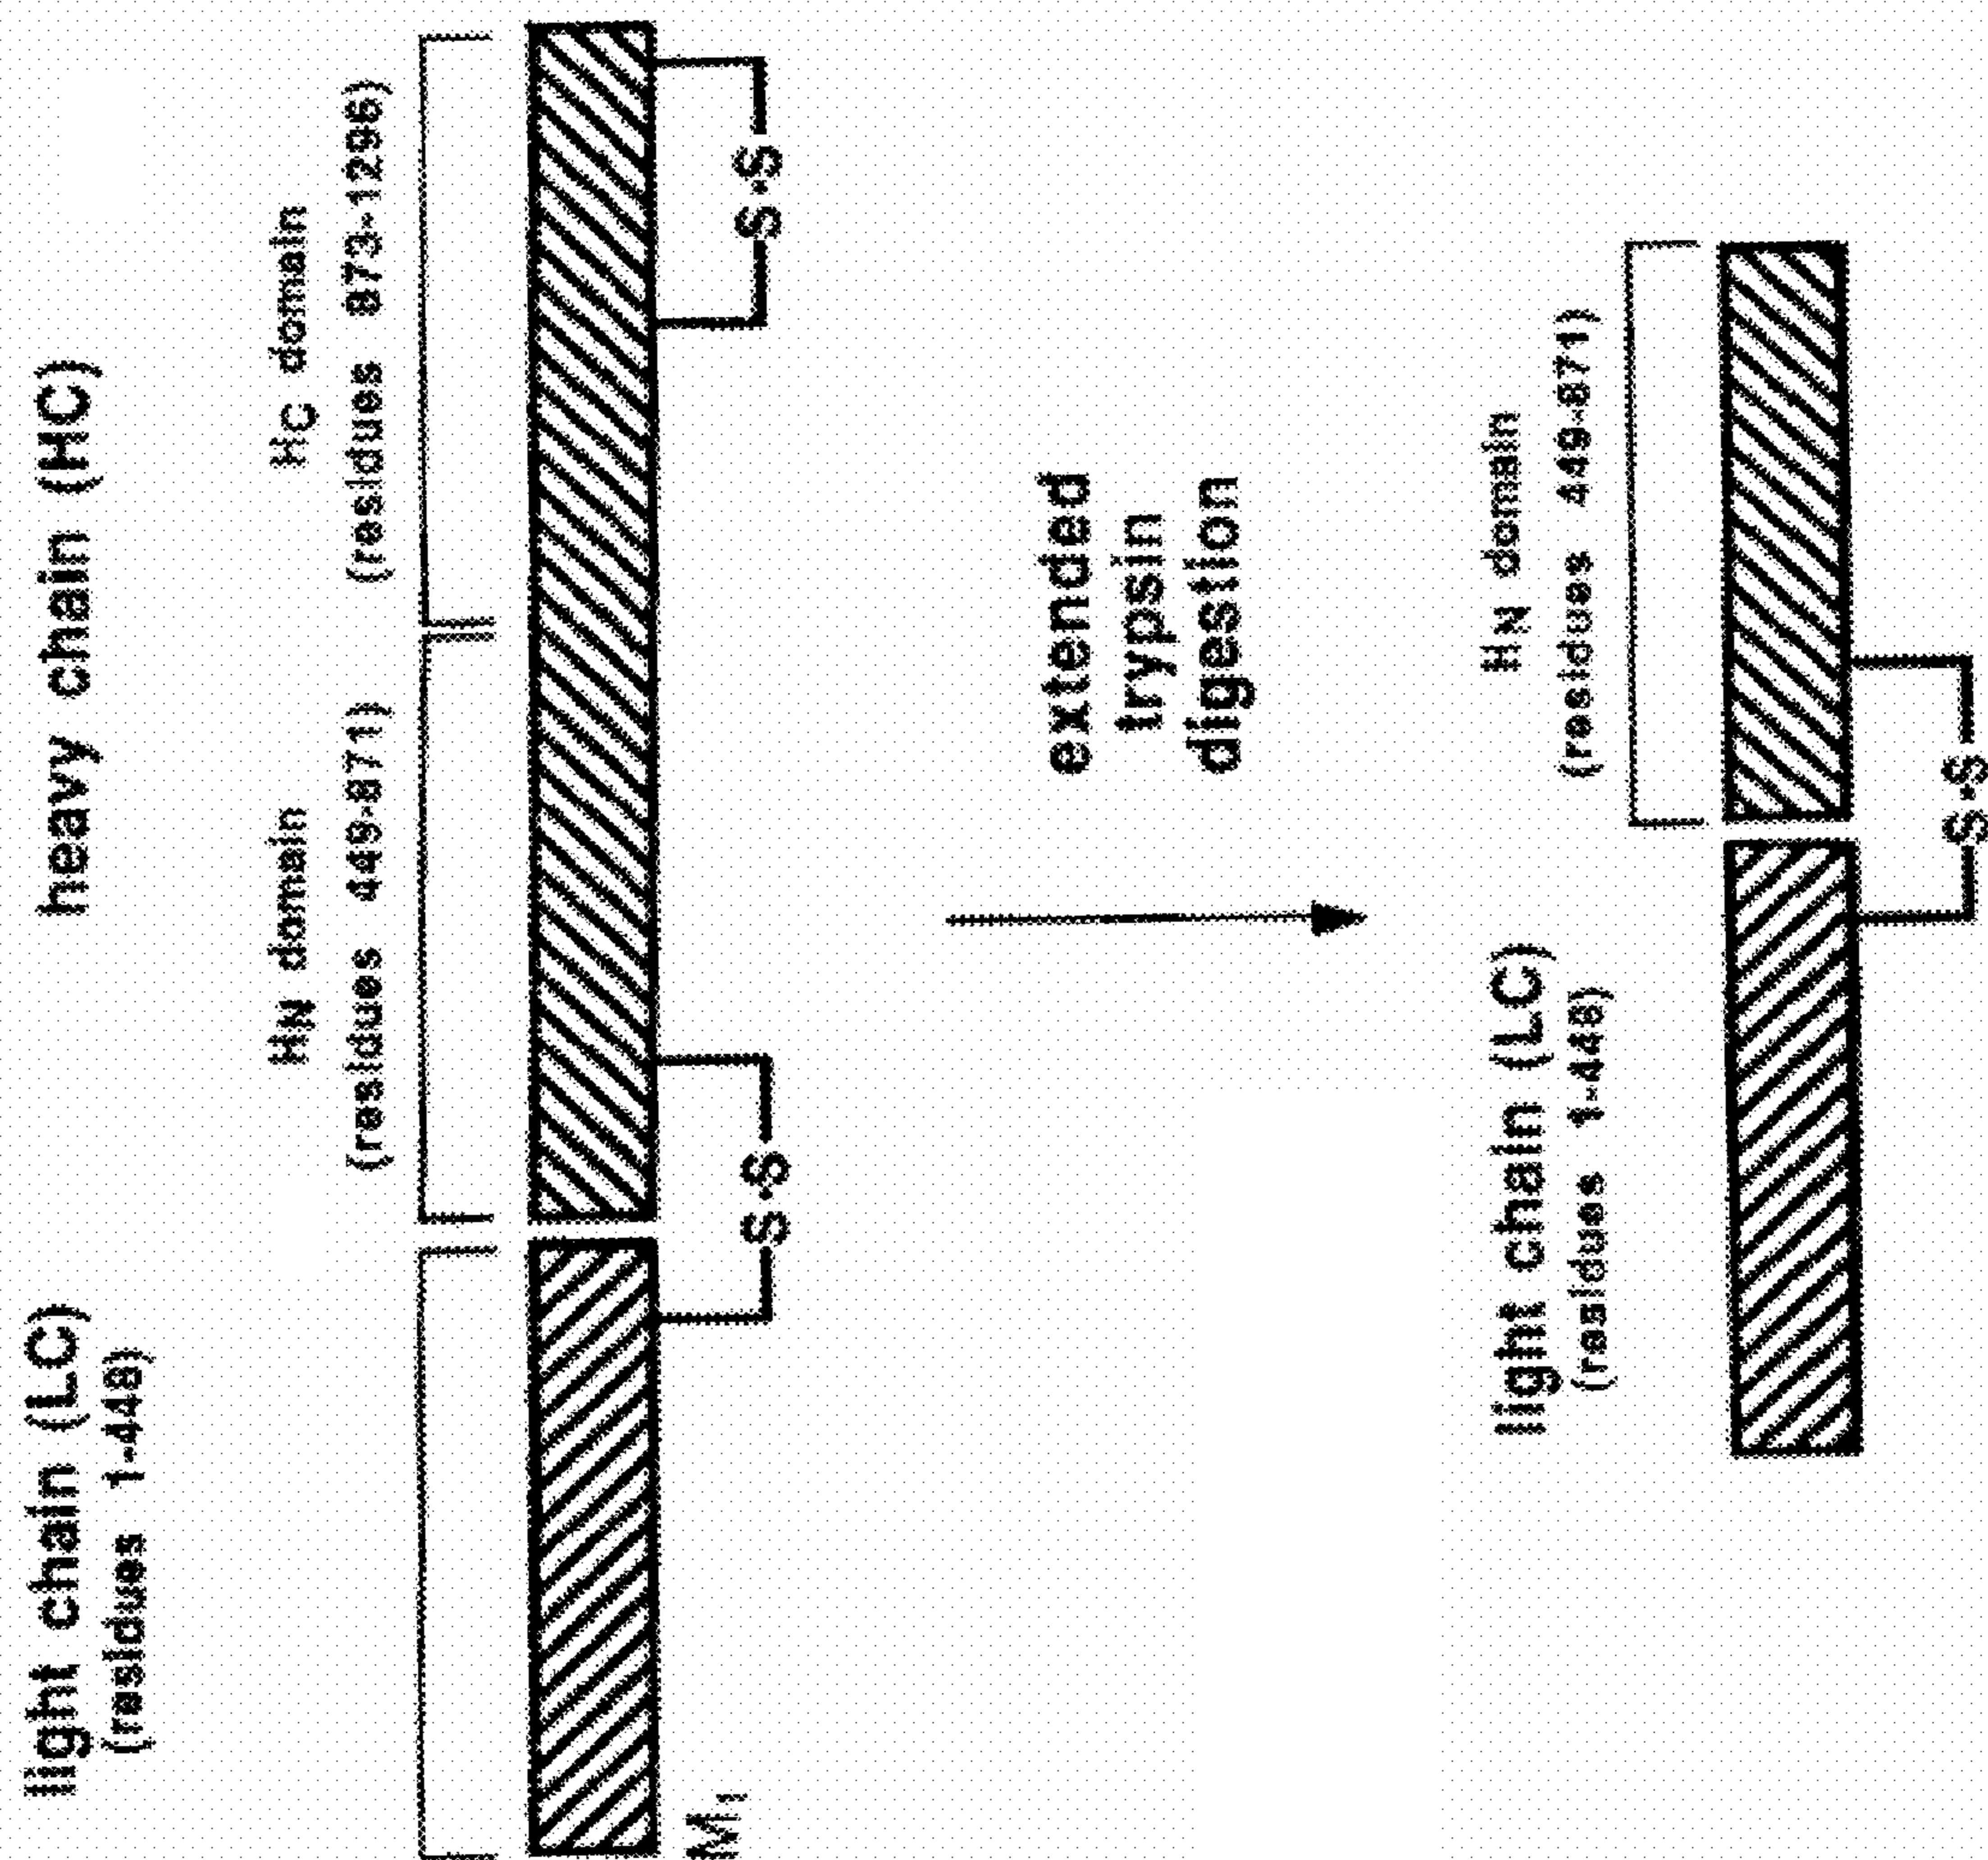 light chain (LC)
(residues 1-448)
heavy chain (HC)
HN domain
(residues 449-871)
HC domain
(residues 873-1296)
S-S
S-S
M1
extended
trypsin
digestion
light chain (LC)
(residues 1-448)
HN domain
(residues 449-871)
S-S